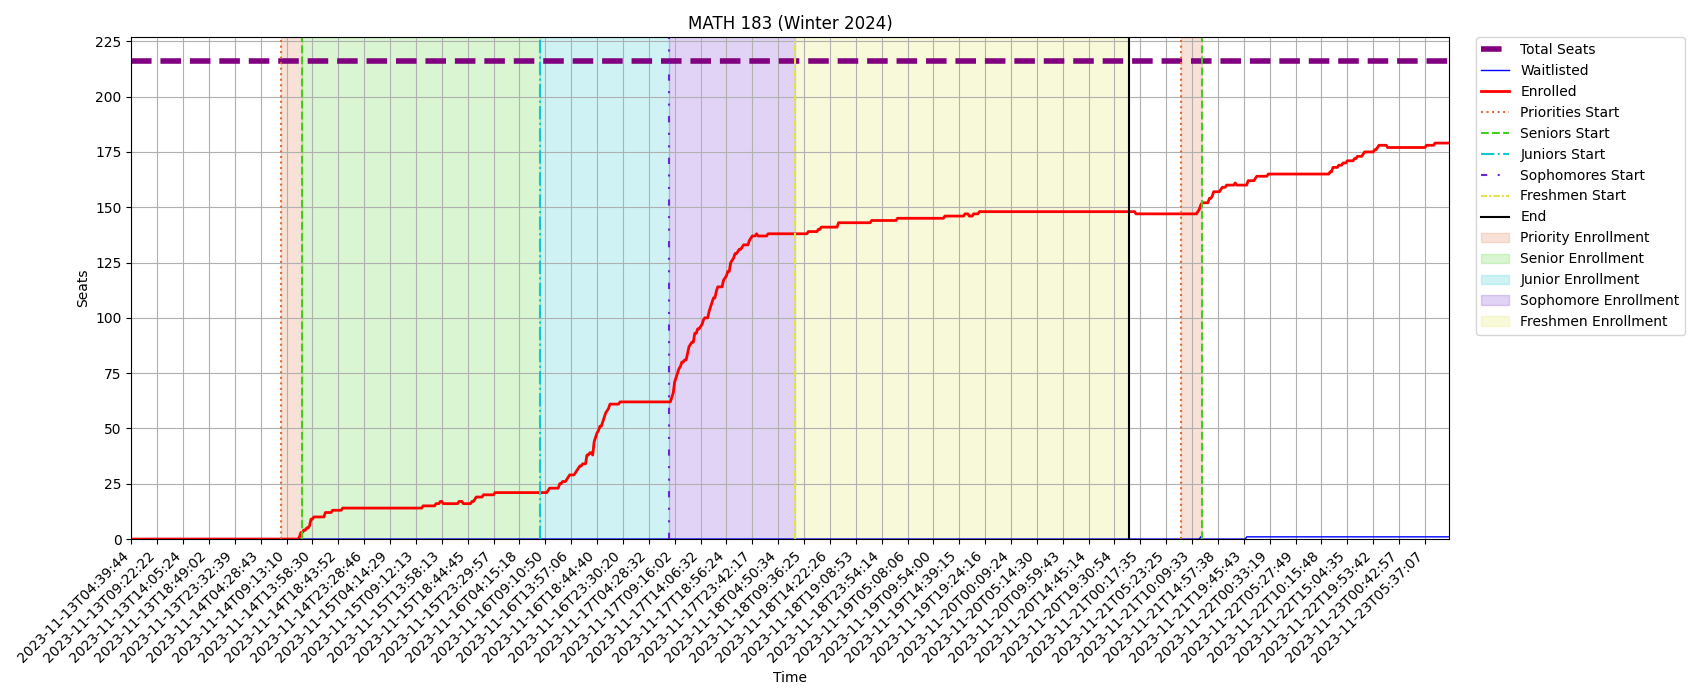 MATH 183 (Winter 2024)
225
200
175
150
125
100
75
50
25
0
Seats
2023-11-13T04:39:44
2023-11-13T09:22:22
2023-11-13T14:05:24
2023-11-13T18:49:02
2023-11-13T23:32:39
2023-11-14T04:28:43
2023-11-14T09:13:10
2023-11-14T13:58:30
2023-11-14T18:43:52
2023-11-14T23:28:46
2023-11-15T04:14:29
2023-11-15T09:12:13
2023-11-15T13:58:13
2023-11-15T18:44:45
2023-11-15T23:29:57
2023-11-16T04:15:18
2023-11-16T09:10:50
2023-11-16T13:57:06
2023-11-16T18:44:40
2023-11-16T23:30:20
2023-11-17T04:28:32
2023-11-17T09:16:02
2023-11-17T14:06:32
2023-11-17T18:56:24
2023-11-17T23:42:17
2023-11-18T04:50:34
2023-11-18T09:36:25
2023-11-18T14:22:26
2023-11-18T19:08:53
2023-11-18T23:54:14
2023-11-19T05:08:06
2023-11-19T09:54:00
2023-11-19T14:39:15
2023-11-19T19:24:16
2023-11-20T00:09:24
2023-11-20T05:14:30
2023-11-20T09:59:43
2023-11-20T14:45:14
2023-11-20T19:30:54
2023-11-21T00:17:35
2023-11-21T05:23:25
2023-11-21T10:09:33
2023-11-21T14:57:38
2023-11-21T19:45:43
2023-11-22T00:33:19
2023-11-22T05:27:49
2023-11-22T10:15:48
2023-11-22T15:04:35
2023-11-22T19:53:42
2023-11-23T00:42:57
2023-11-23T05:37:07
Time
Total Seats
Waitlisted
Enrolled
Priorities Start
Seniors Start
Juniors Start
Sophomores Start
Freshmen Start
End
Priority Enrollment
Senior Enrollment
Junior Enrollment
Sophomore Enrollment
Freshmen Enrollment